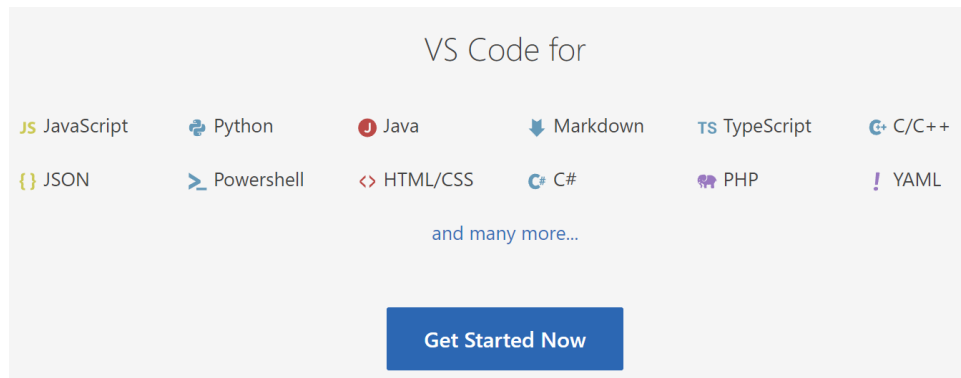 VS Code for
JS JavaScript Python J Java Markdown TS TypeScript C+ C/C++
{} JSON >_ Powershell <> HTML/CSS C# C# PHP ! YAML
and many more...
Get Started Now